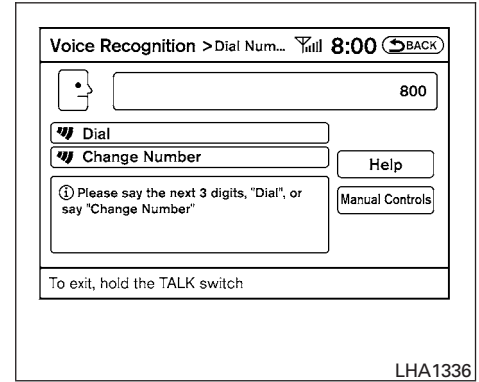 Voice Recognition >Dial Num... 8:00 BACK
800
Dial
Change Number
Help
Please say the next 3 digits, "Dial", or
say "Change Number"
Manual Controls
To exit, hold the TALK switch
LHA1336